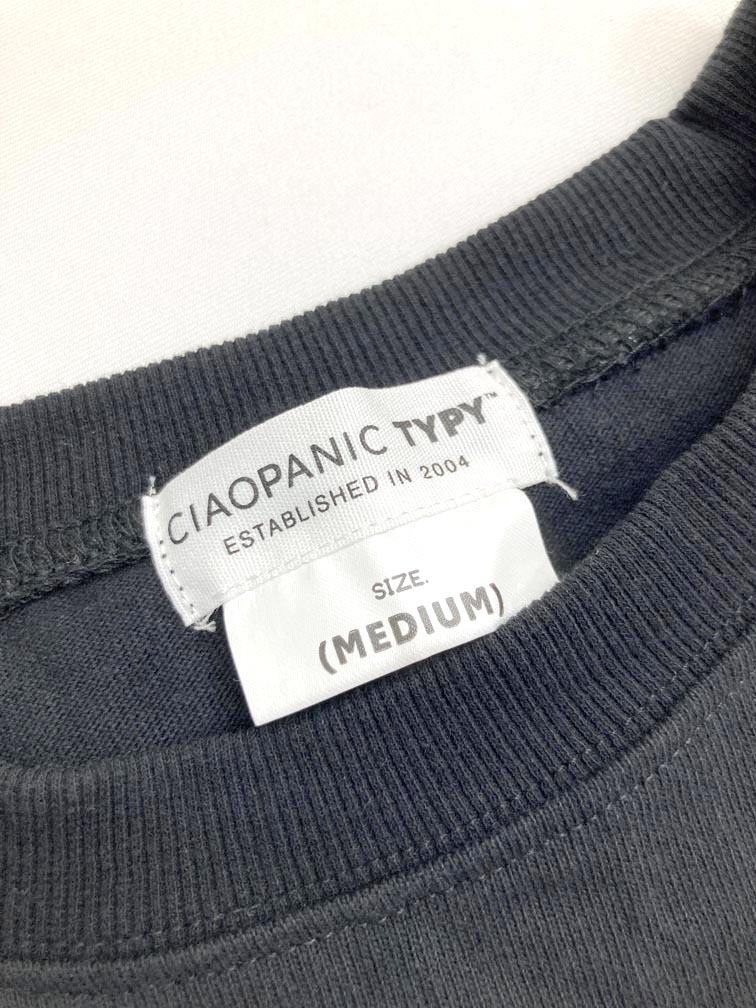 CIAOPANIC TYPY™
ESTABLISHED IN 2004
SIZE.
(MEDIUM)